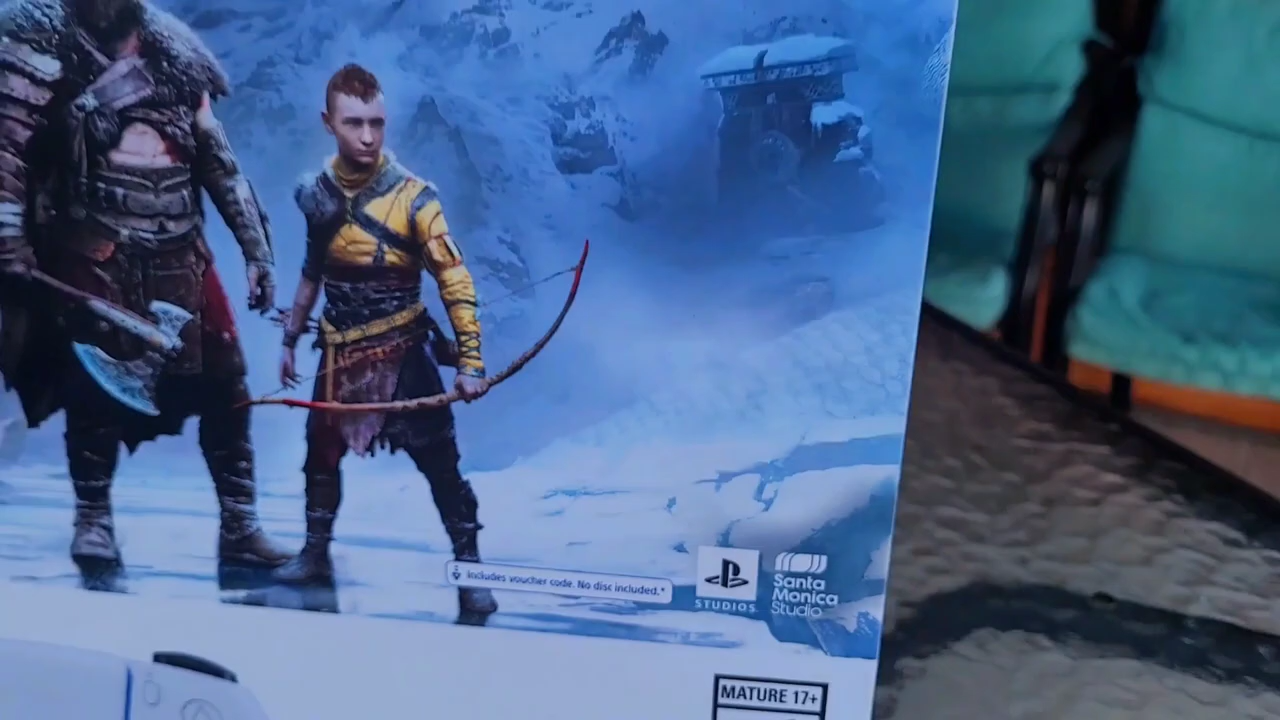 Includes voucher code. No disc included.*
STUDIOS
Santa
Monica
Studio
MATURE 17+